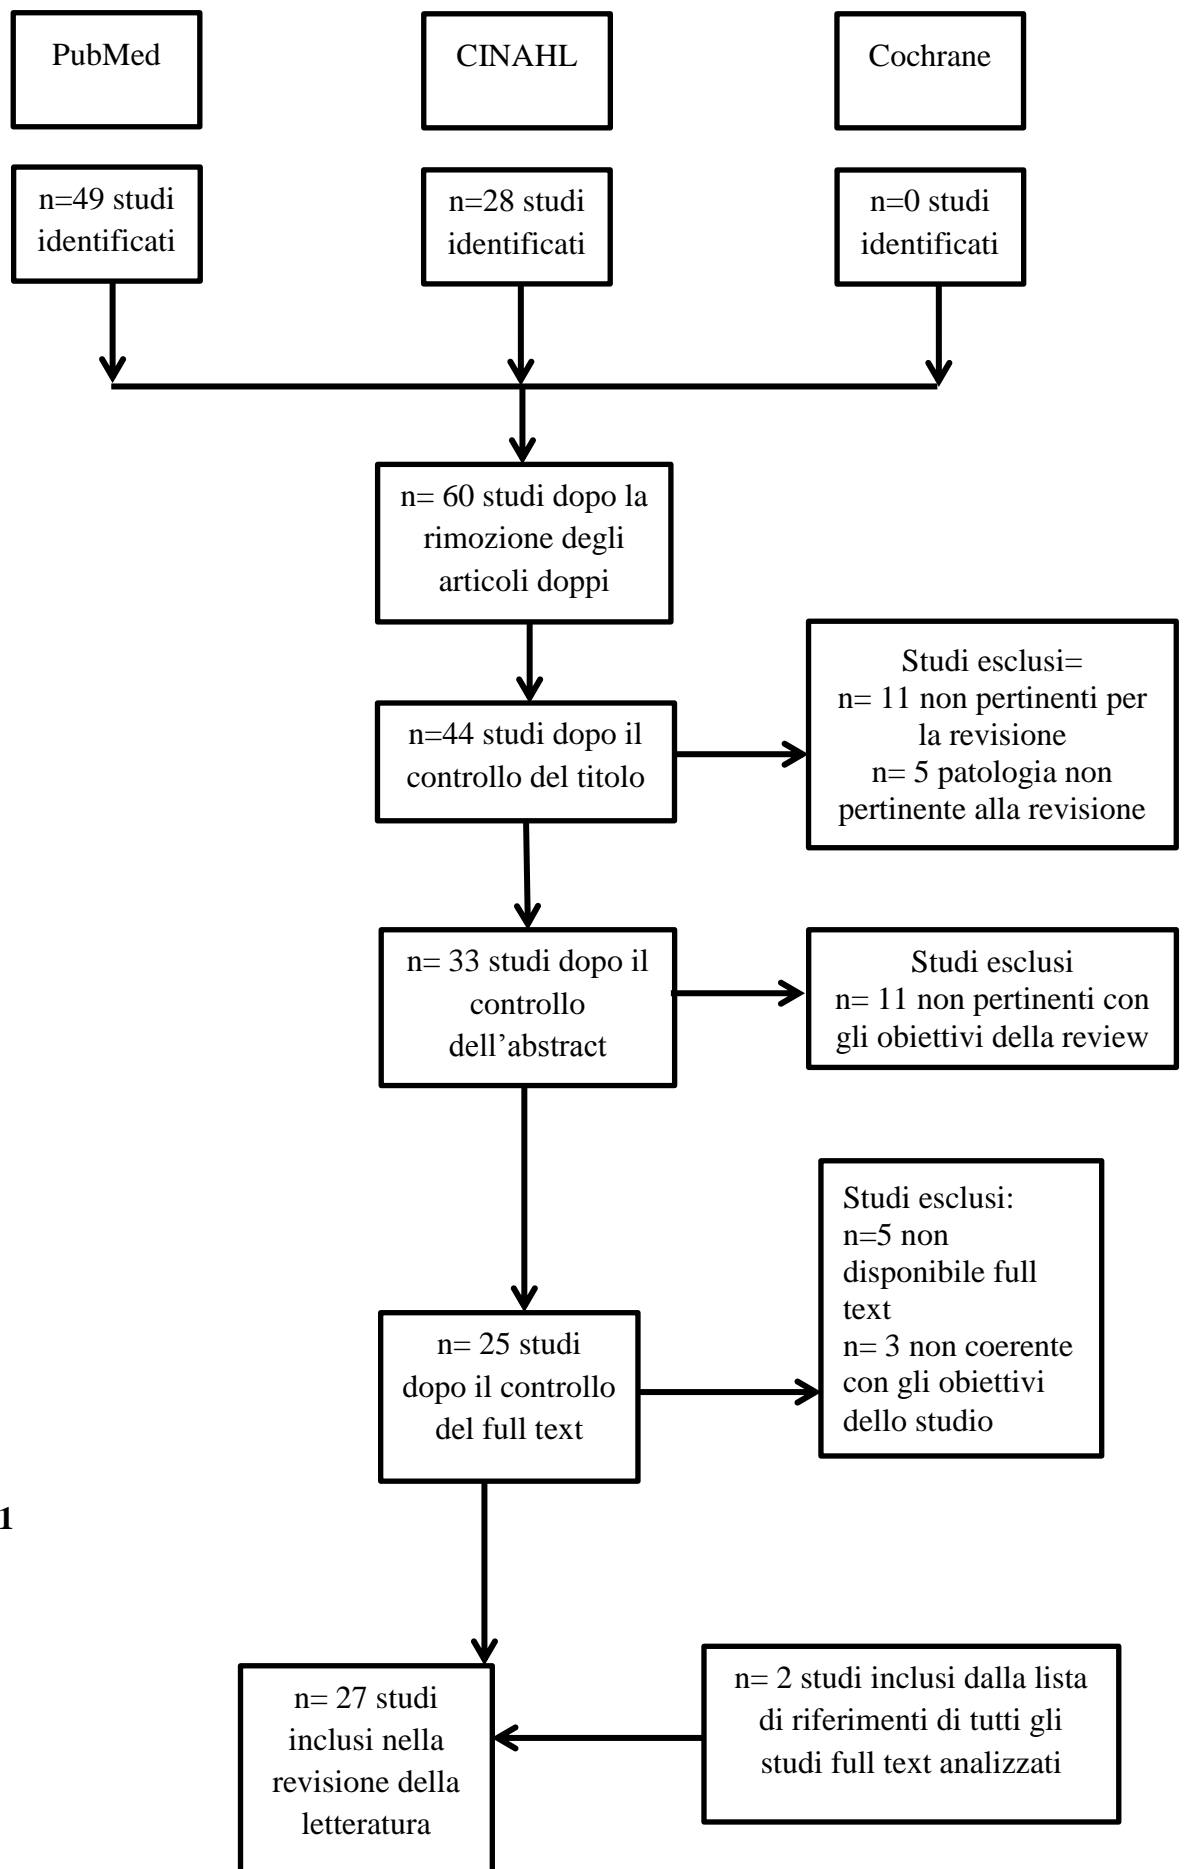 PubMed
CINAHL
Cochrane
n=49 studi
identificati
n=28 studi
identificati
n=0 studi
identificati
n= 60 studi dopo la
rimozione degli
articoli doppi
n=44 studi dopo il
controllo del titolo
Studi esclusi=
n= 11 non pertinenti per
la revisione
n= 5 patologia non
pertinente alla revisione
n= 33 studi dopo il
controllo
dell’abstract
Studi esclusi
n= 11 non pertinenti con
gli obiettivi della review
Studi esclusi:
n=5 non
disponibile full
text
n= 3 non coerente
con gli obiettivi
dello studio
n= 25 studi
dopo il controllo
del full text
1
n= 27 studi
inclusi nella
revisione della
letteratura
n= 2 studi inclusi dalla lista
di riferimenti di tutti gli
studi full text analizzati